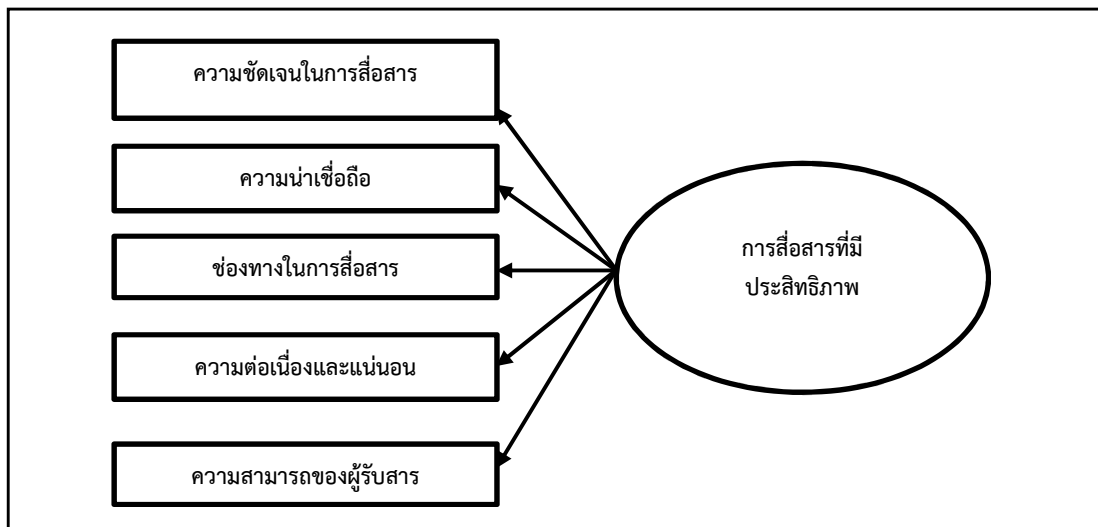 ความชัดเจนในการสื่อสาร
ความน่าเชื่อถือ
ช่องทางในการสื่อสาร
ความต่อเนื่องและแน่นอน
ความสามารถของผู้รับสาร
การสื่อสารที่มี
ประสิทธิภาพ